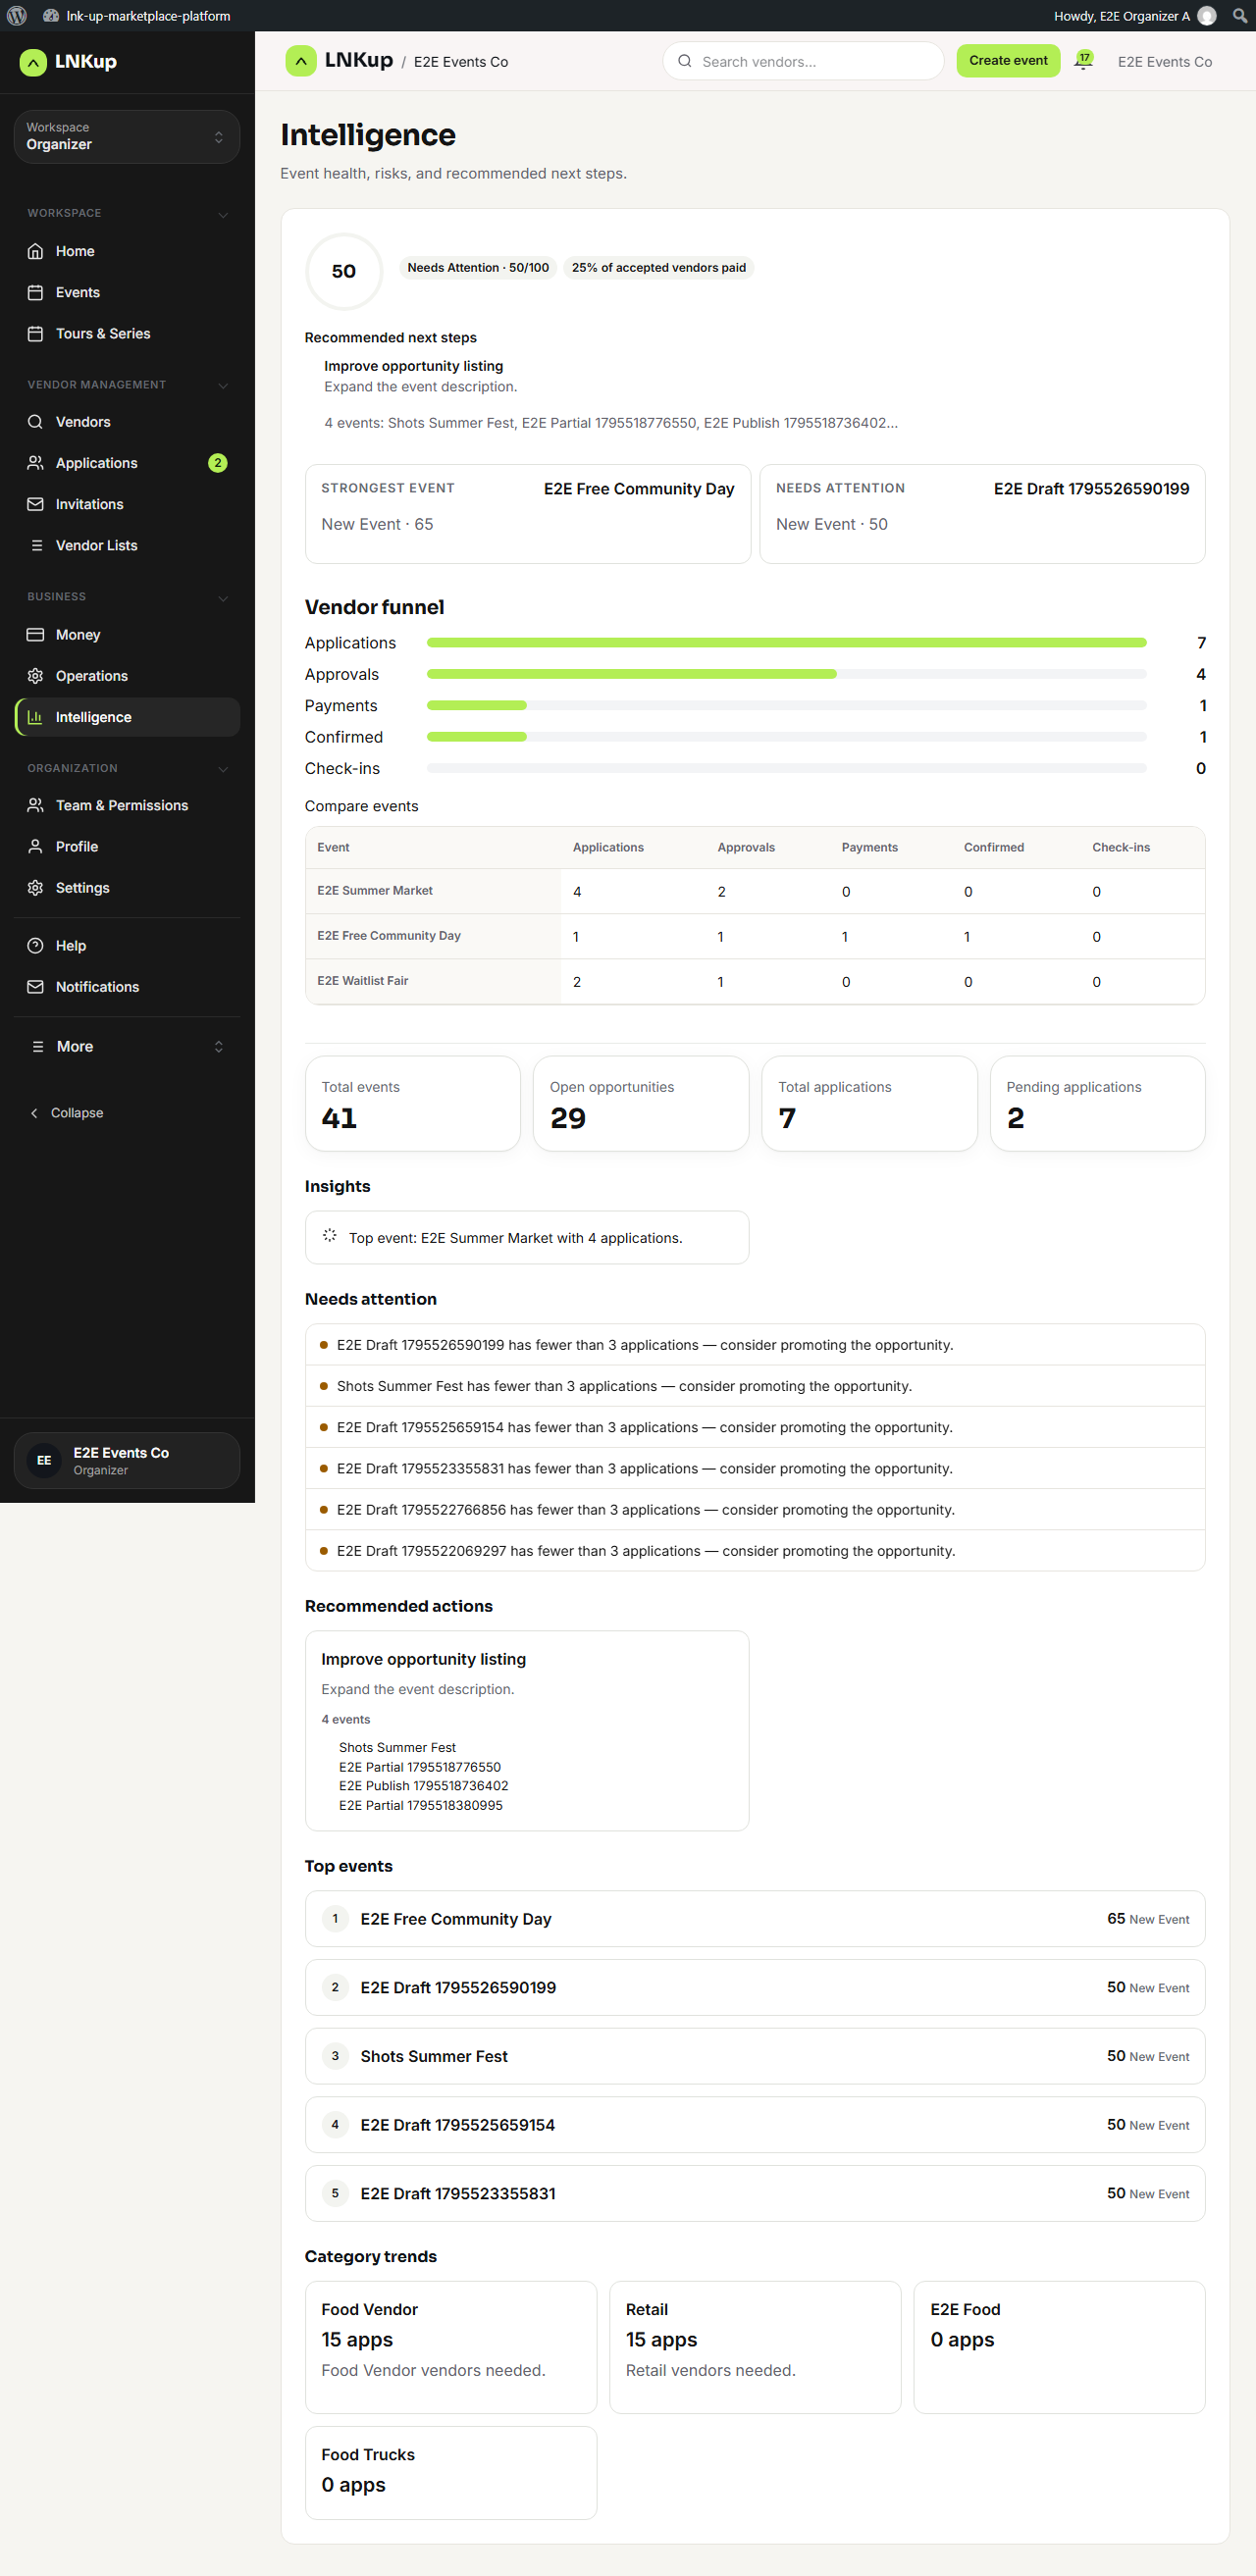 lnk-up-marketplace-platform
Howdy, E2E Organizer A
LNKup
Workspace
Organizer
WORKSPACE
Home
Events
Tours & Series
VENDOR MANAGEMENT
Vendors
Applications 2
Invitations
Vendor Lists
BUSINESS
Money
Operations
Intelligence
ORGANIZATION
Team & Permissions
Profile
Settings
Help
Notifications
More
Collapse
EE
E2E Events Co
Organizer
LNKup / E2E Events Co
Search vendors...
Create event
17
E2E Events Co
Intelligence
Event health, risks, and recommended next steps.
50
Needs Attention · 50/100
25% of accepted vendors paid
Recommended next steps
Improve opportunity listing
Expand the event description.
4 events: Shots Summer Fest, E2E Partial 1795518776550, E2E Publish 1795518736402...
STRONGEST EVENT E2E Free Community Day
New Event · 65
NEEDS ATTENTION E2E Draft 1795526590199
New Event · 50
Vendor funnel
Applications 7
Approvals 4
Payments 1
Confirmed 1
Check-ins 0
Compare events
Event Applications Approvals Payments Confirmed Check-ins
E2E Summer Market 4 2 0 0 0
E2E Free Community Day 1 1 1 1 0
E2E Waitlist Fair 2 1 0 0 0
Total events
41
Open opportunities
29
Total applications
7
Pending applications
2
Insights
Top event: E2E Summer Market with 4 applications.
Needs attention
E2E Draft 1795526590199 has fewer than 3 applications — consider promoting the opportunity.
Shots Summer Fest has fewer than 3 applications — consider promoting the opportunity.
E2E Draft 1795525659154 has fewer than 3 applications — consider promoting the opportunity.
E2E Draft 1795523355831 has fewer than 3 applications — consider promoting the opportunity.
E2E Draft 1795522766856 has fewer than 3 applications — consider promoting the opportunity.
E2E Draft 1795522069297 has fewer than 3 applications — consider promoting the opportunity.
Recommended actions
Improve opportunity listing
Expand the event description.
4 events
Shots Summer Fest
E2E Partial 1795518776550
E2E Publish 1795518736402
E2E Partial 1795518380995
Top events
1 E2E Free Community Day 65 New Event
2 E2E Draft 1795526590199 50 New Event
3 Shots Summer Fest 50 New Event
4 E2E Draft 1795525659154 50 New Event
5 E2E Draft 1795523355831 50 New Event
Category trends
Food Vendor
15 apps
Food Vendor vendors needed.
Retail
15 apps
Retail vendors needed.
E2E Food
0 apps
Food Trucks
0 apps